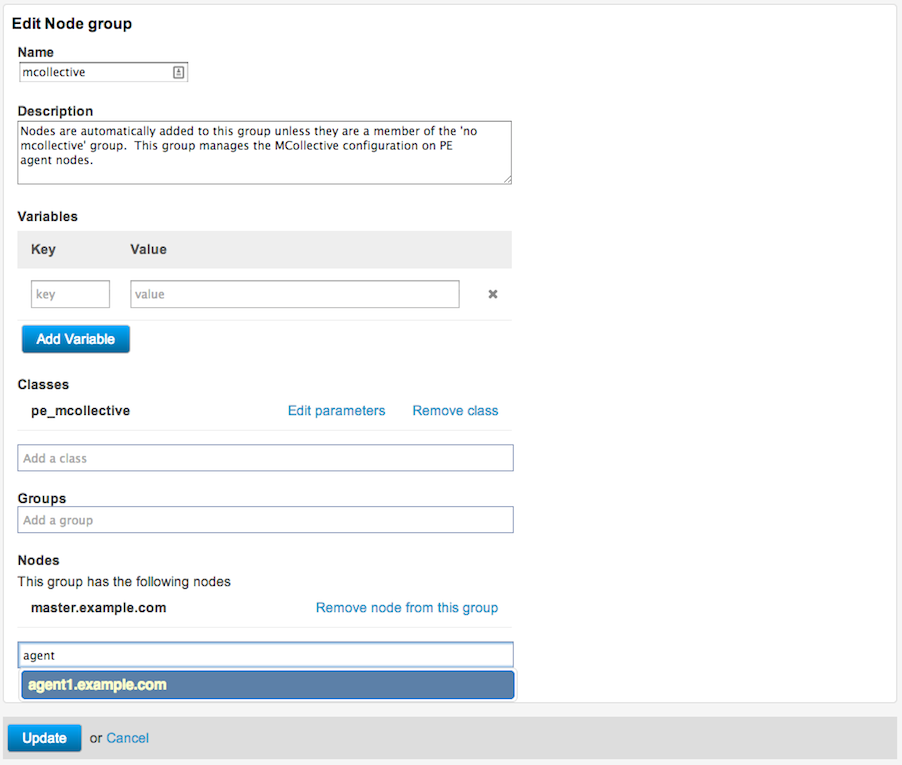 Edit Node group
Name
mcollective
Description
Nodes are automatically added to this group unless they are a member of the 'no
mcollective' group.  This group manages the MCollective configuration on PE
agent nodes.
Variables
Key Value
key value
Add Variable
Classes
pe_mcollective Edit parameters Remove class
Add a class
Groups
Add a group
Nodes
This group has the following nodes
master.example.com Remove node from this group
agent
agent1.example.com
Update or Cancel